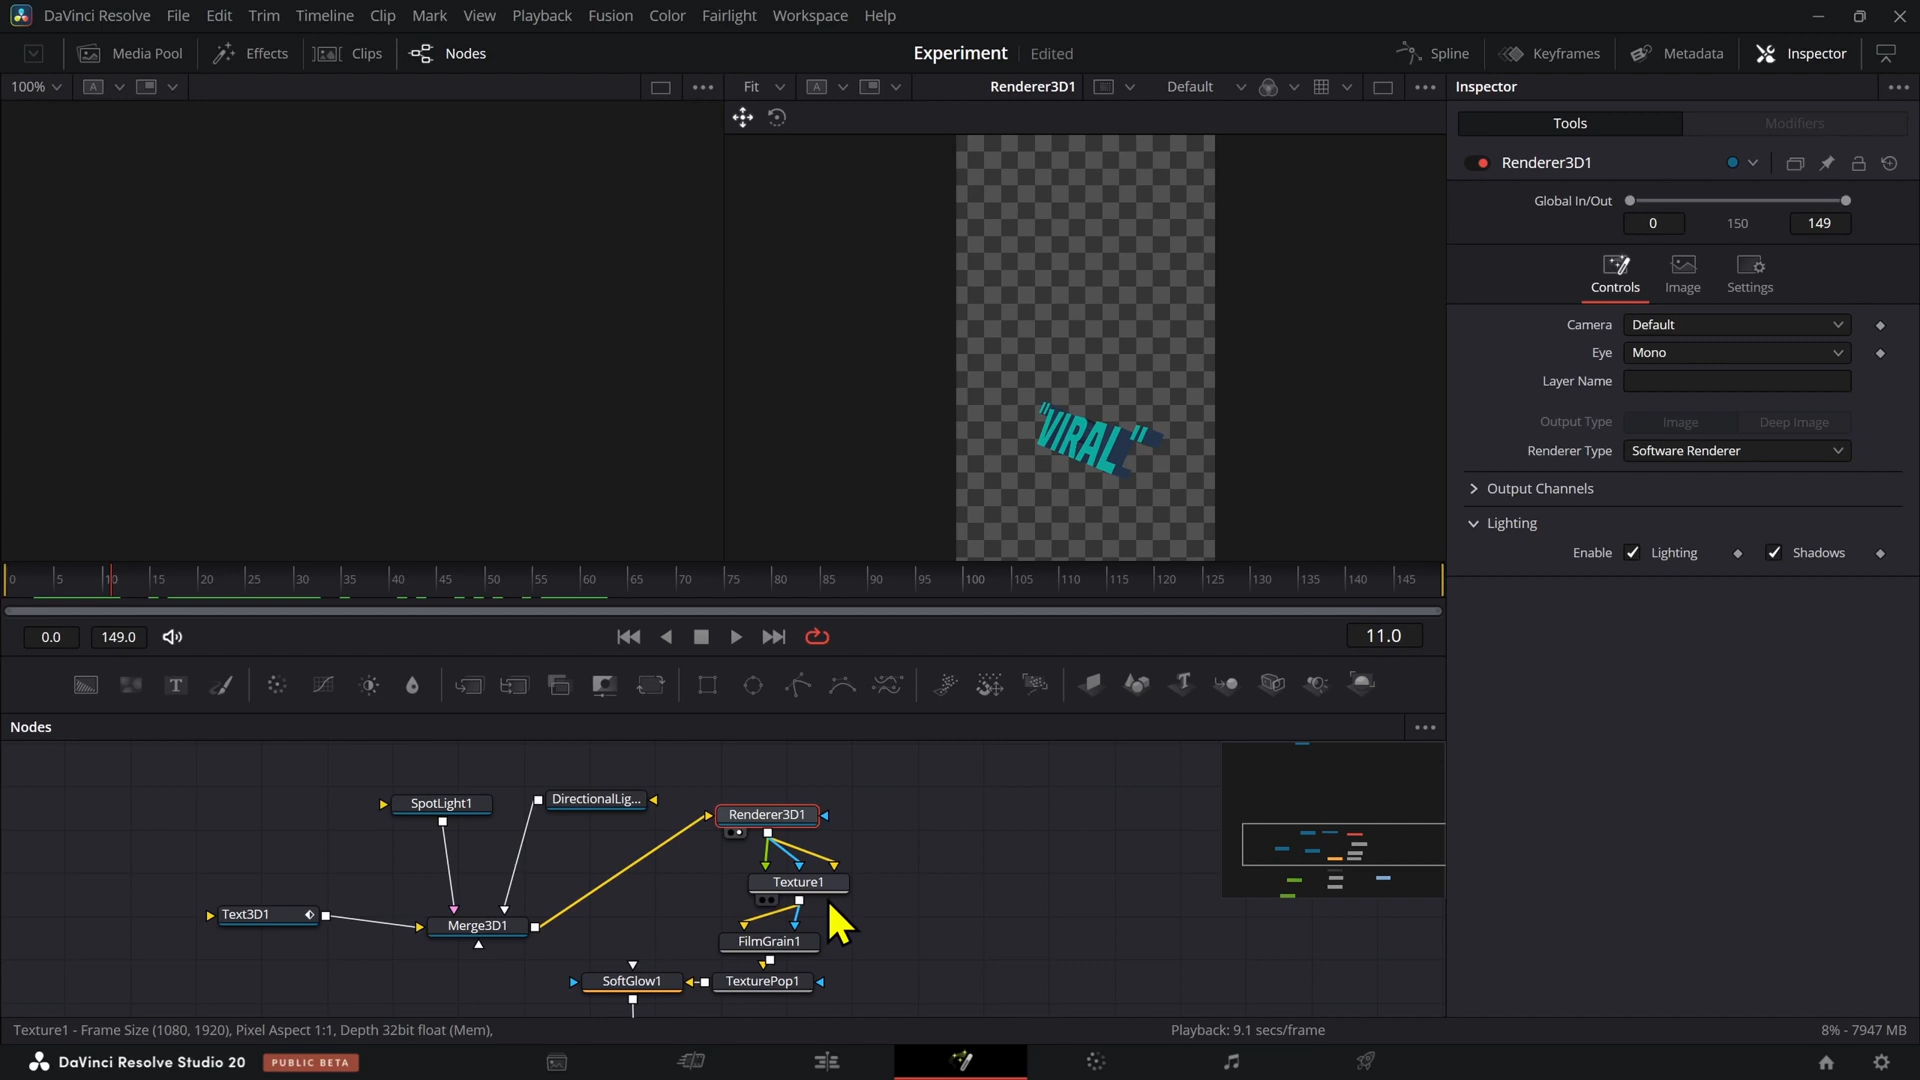 DaVinci Resolve File Edit Trim Timeline Clip Mark View Playback Fusion Color Fairlight Workspace Help
Media Pool Effects Clips Nodes Experiment Edited Spline Keyframes Metadata Inspector
100% A Fit A Renderer3D1 Default Inspector
Tools Modifiers
Renderer3D1
Global In/Out
0 150 149
Controls Image Settings
Camera Default
Eye Mono
Layer Name
Output Type Image Deep Image
Renderer Type Software Renderer
Output Channels
Lighting
Enable Lighting Shadows
"VIRAL"
0 5 10 15 20 25 30 35 40 45 50 55 60 65 70 75 80 85 90 95 100 105 110 115 120 125 130 135 140 145
0.0 149.0 11.0
T T
Nodes
SpotLight1
DirectionalLig...
Renderer3D1
Texture1
Text3D1
Merge3D1
FilmGrain1
SoftGlow1
TexturePop1
Texture1 - Frame Size (1080, 1920), Pixel Aspect 1:1, Depth 32bit float (Mem), Playback: 9.1 secs/frame 8% - 7947 MB
DaVinci Resolve Studio 20 PUBLIC BETA